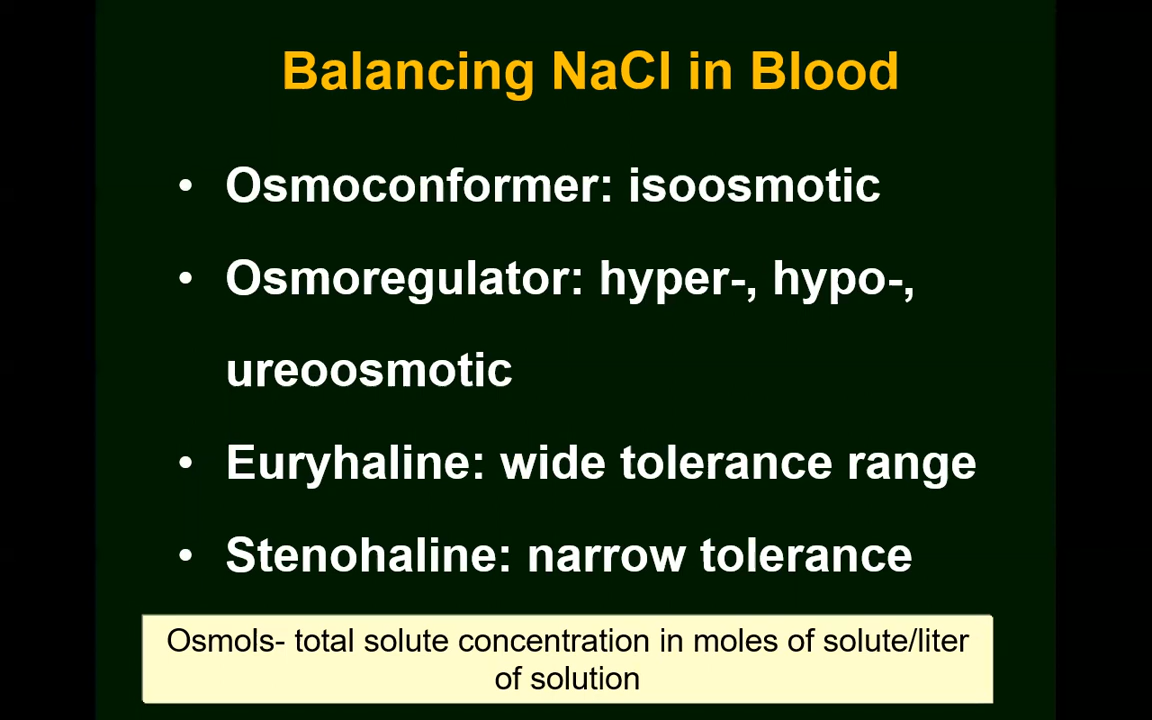 Balancing NaCl in Blood
• Osmoconformer: isoosmotic
• Osmoregulator: hyper-, hypo-,
ureoosmotic
• Euryhaline: wide tolerance range
• Stenohaline: narrow tolerance
Osmols- total solute concentration in moles of solute/liter
of solution